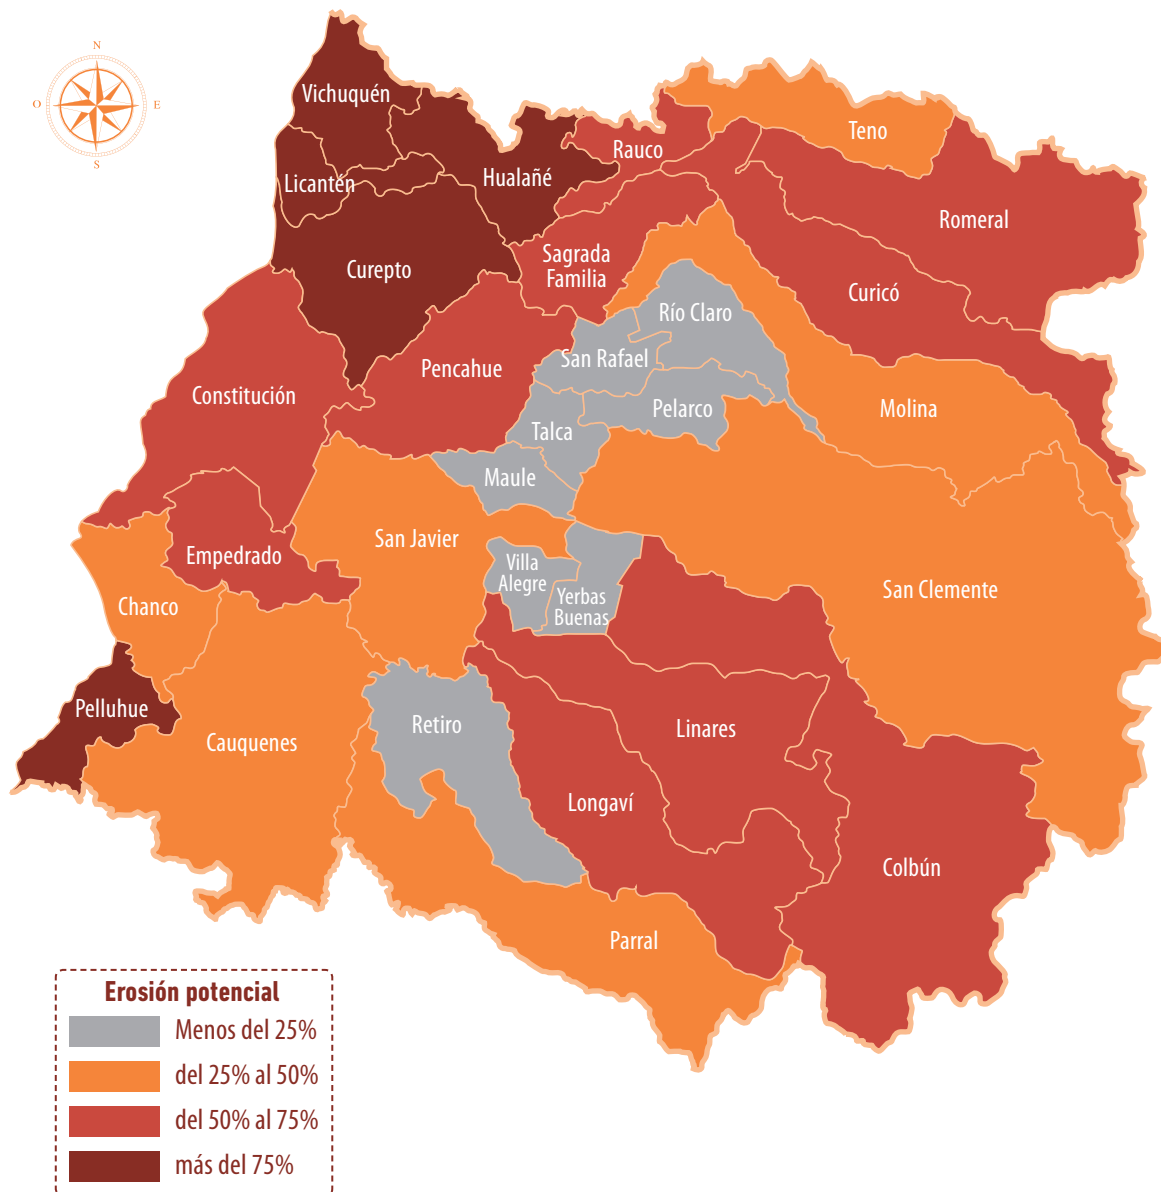 N
O
E
S
Vichuquén
Licantén
Hualañé
Curepto
Rauco
Teno
Romeral
Sagrada
Familia
Curicó
Río Claro
San Rafael
Pencahue
Constitución
Pelarco
Molina
Talca
Maule
San Javier
Empedrado
Villa
Alegre
Yerbas
Buenas
San Clemente
Chanco
Pelluhue
Cauquenes
Retiro
Linares
Longaví
Colbún
Parral
Erosión potencial
Menos del 25%
del 25% al 50%
del 50% al 75%
más del 75%